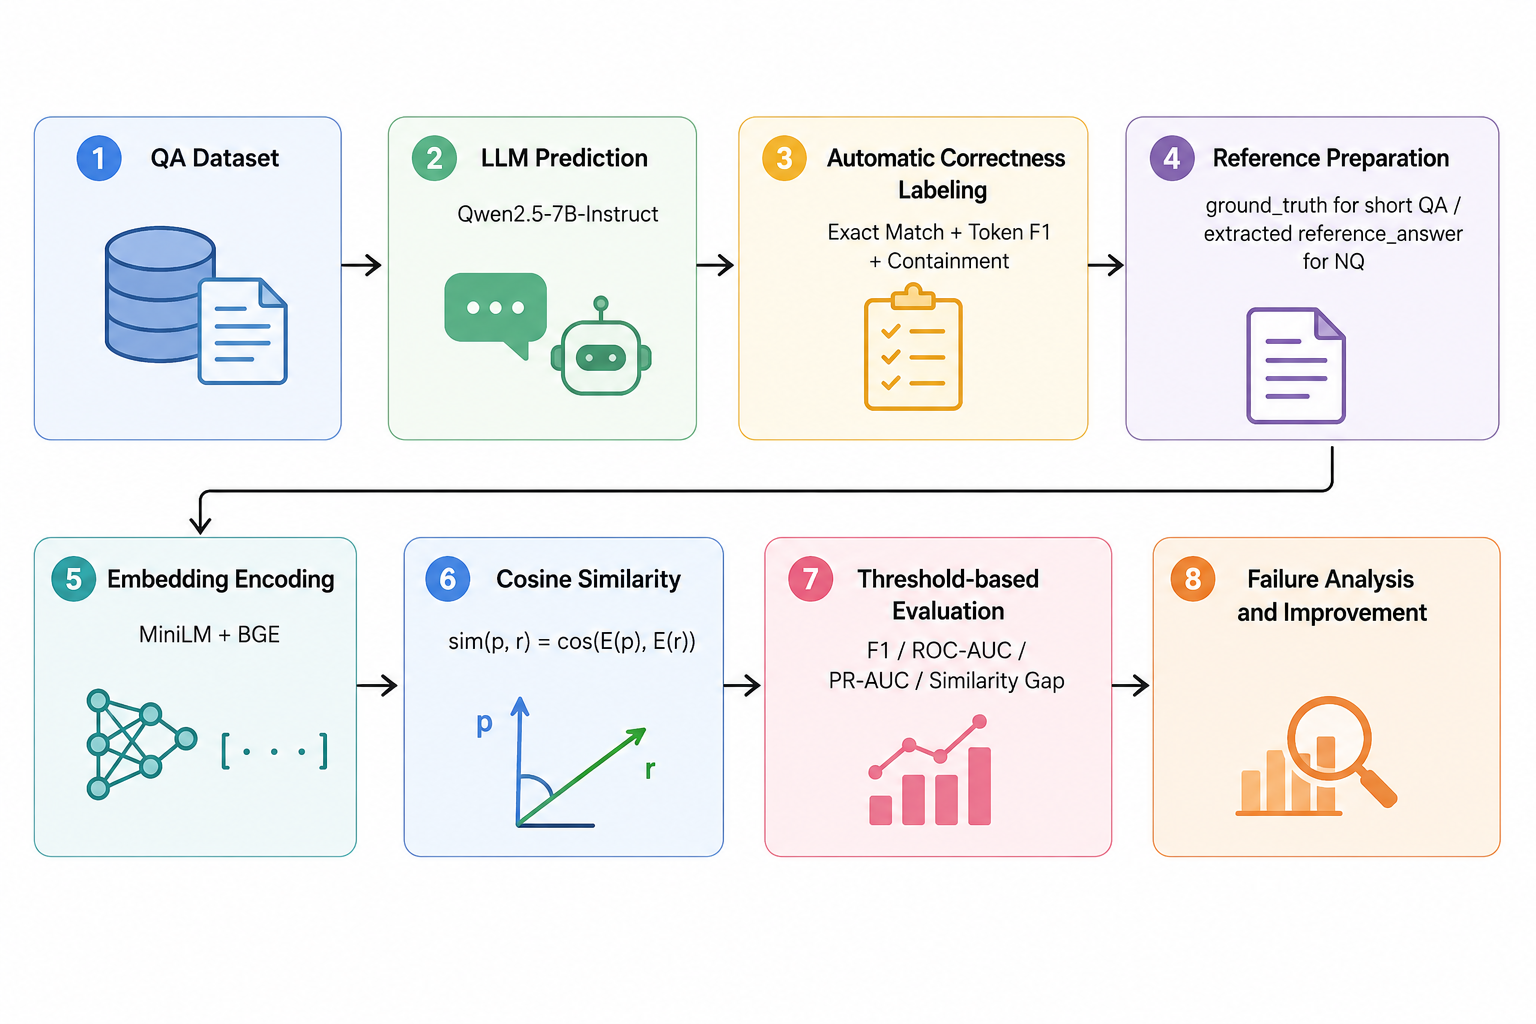 1 QA Dataset
2 LLM Prediction
Qwen2.5-7B-Instruct
3 Automatic Correctness
Labeling
Exact Match + Token F1
+ Containment
4 Reference Preparation
ground_truth for short QA /
extracted reference_answer
for NQ
5 Embedding Encoding
MiniLM + BGE
[ · · · ]
6 Cosine Similarity
sim(p, r) = cos(E(p), E(r))
p
r
7 Threshold-based
Evaluation
F1 / ROC-AUC /
PR-AUC / Similarity Gap
8 Failure Analysis
and Improvement